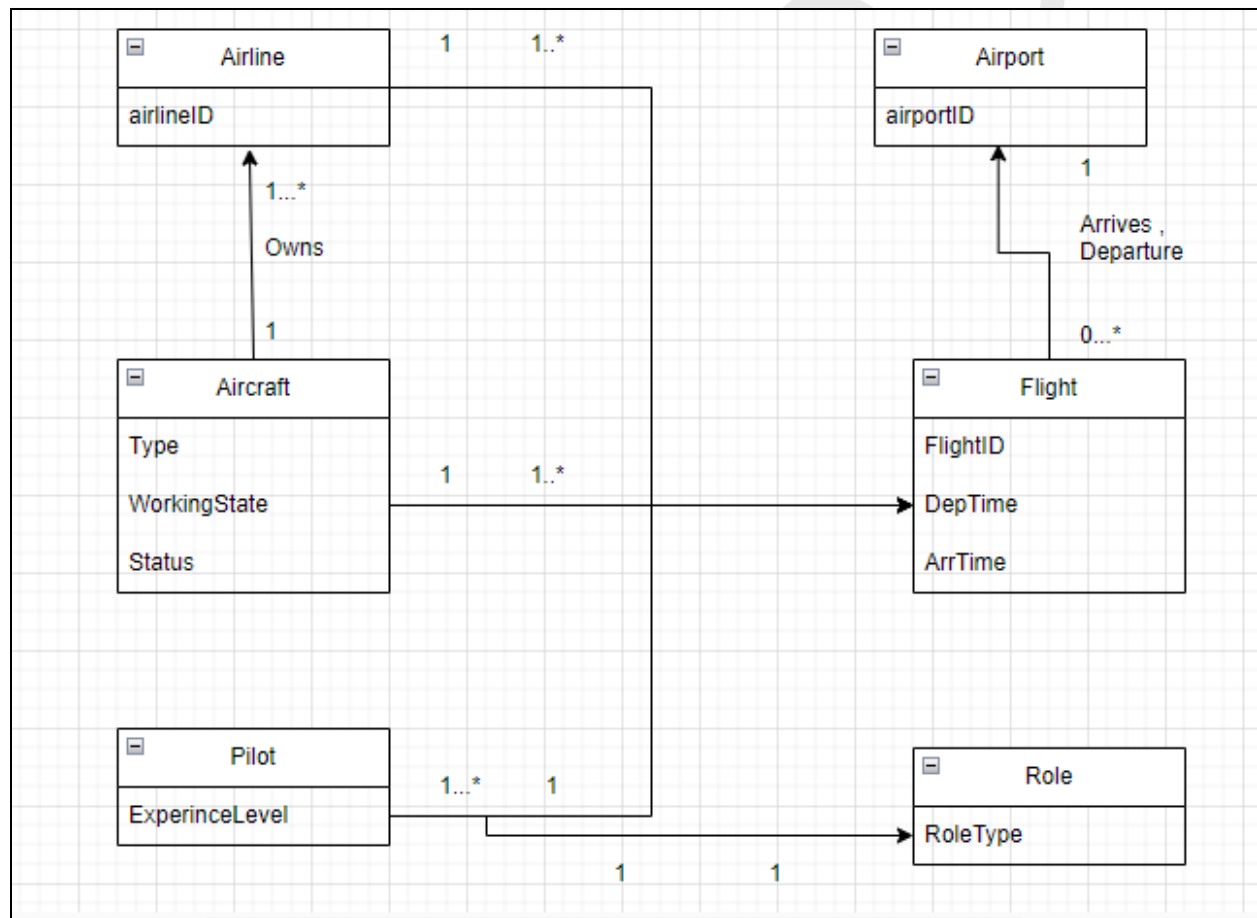 Airline
airlineID
1 1..*
Airport
airportID
1...*
Owns
1
1
Arrives ,
Departure
0...*
Aircraft
Type
WorkingState
Status
1 1..*
Flight
FlightID
DepTime
ArrTime
Pilot
ExperinceLevel
1...* 1
Role
RoleType
1 1